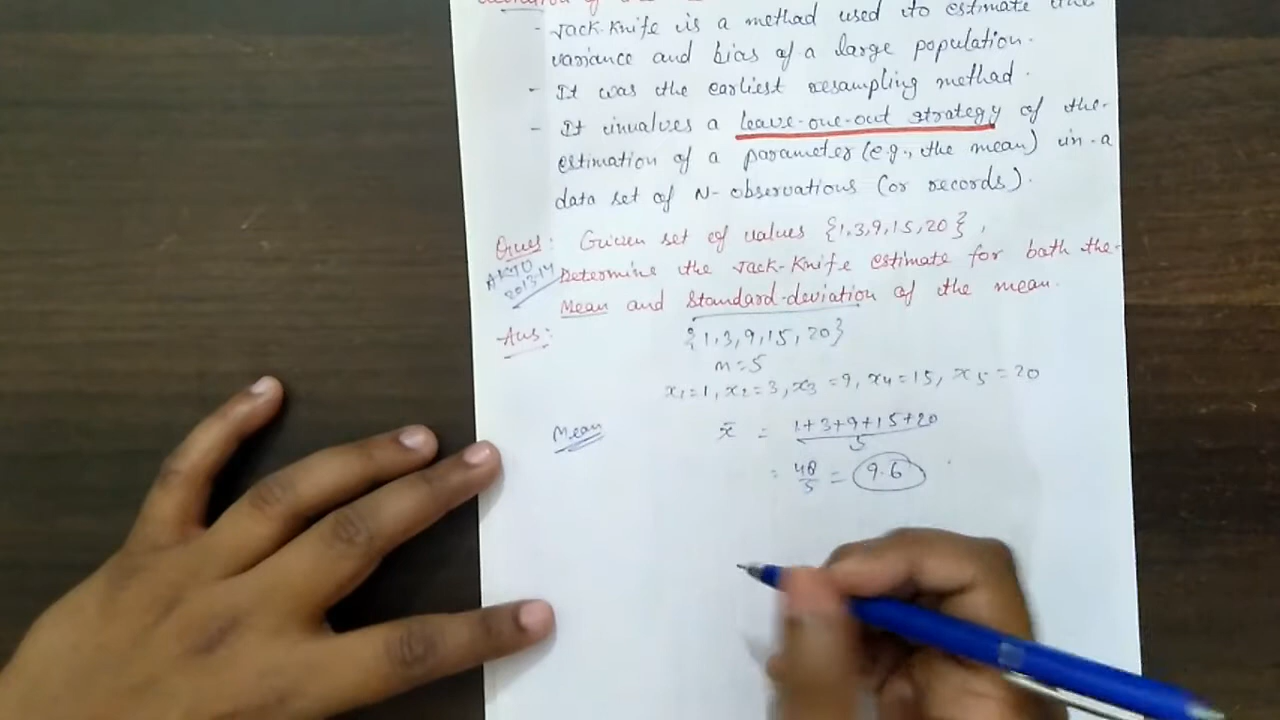 - Jack-Knife is a method used to estimate the
variance and bias of a large population.
- It was the earliest resampling method.
- It involves a leave-one-out strategy of the
estimation of a parameter (e.g., the mean) in a
data set of N-observations (or records).
Ques: Given set of values {1,3,9,15,20},
AKTU 2013-14
Determine the Jack-Knife estimate for both the
Mean and Standard-deviation of the mean.
Ans: {1,3,9,15,20}
n=5
x1=1, x2=3, x3=9, x4=15, x5=20
Mean x̄ = 1+3+9+15+20
5
= 48/5 = 9.6